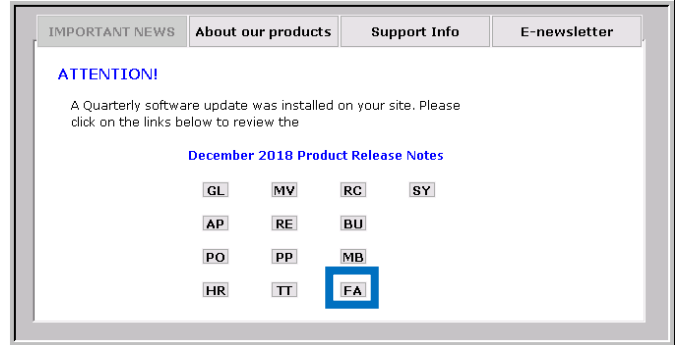 IMPORTANT NEWS About our products Support Info E-newsletter
ATTENTION!
A Quarterly software update was installed on your site. Please
click on the links below to review the
December 2018 Product Release Notes
GL MV RC SY
AP RE BU
PO PP MB
HR TT FA